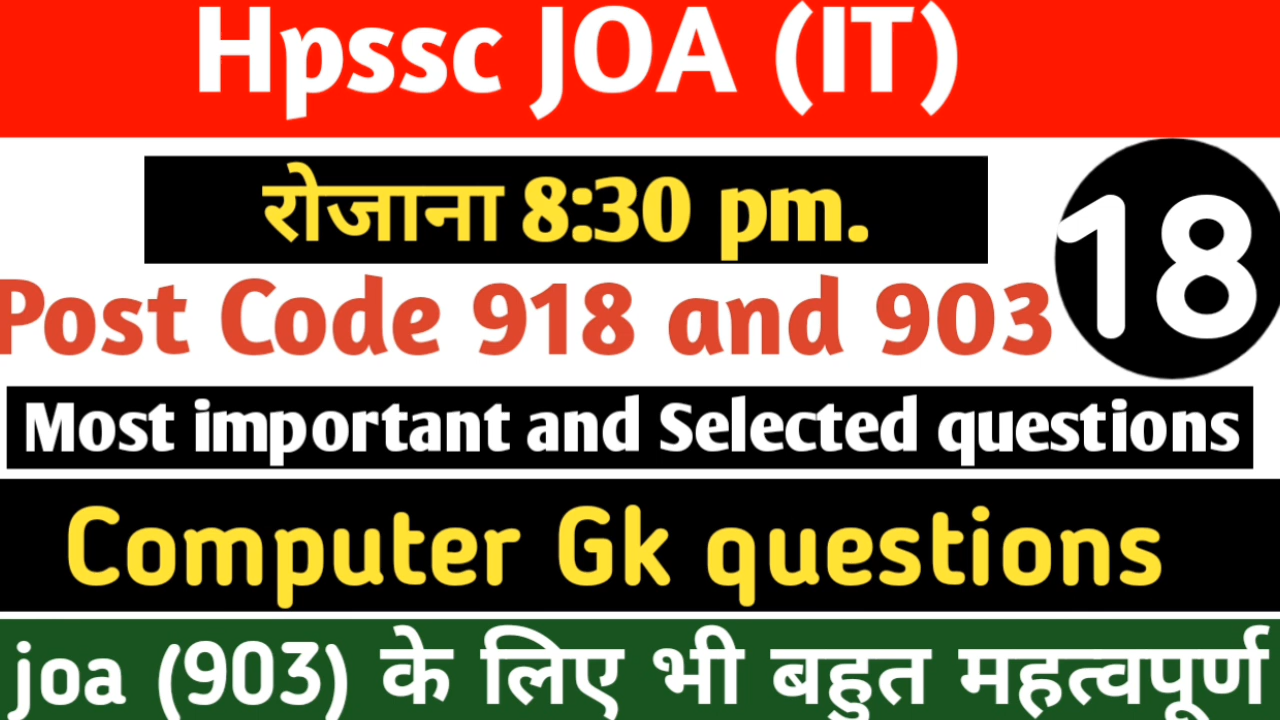 Hpssc JOA (IT)
रोजाना 8:30 pm.
18
Post Code 918 and 903
Most important and Selected questions
Computer Gk questions
joa (903) के लिए भी बहुत महत्वपूर्ण